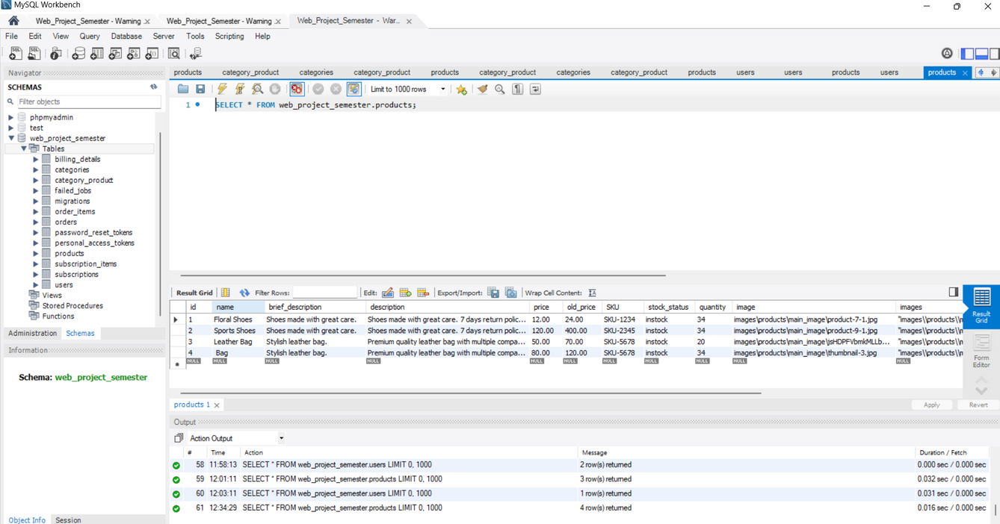 MySQL Workbench
Web_Project_Semester - Warning x Web_Project_Semester - Warning x Web_Project_Semester - War... x
File Edit View Query Database Server Tools Scripting Help
Navigator
products category_product categories category_product products category_product categories category_product products users users products users products x
SCHEMAS
Filter objects
Limit to 1000 rows
1 SELECT * FROM web_project_semester.products;
phpmyadmin
test
web_project_semester
Tables
billing_details
categories
category_product
failed_jobs
migrations
order_items
orders
password_reset_tokens
personal_access_tokens
products
subscription_items
subscriptions
users
Views
Stored Procedures
Functions
Administration Schemas
Information
Schema: web_project_semester
Object Info Session
Result Grid Filter Rows: Edit: Export/Import: Wrap Cell Content:
id name brief_description description price old_price SKU stock_status quantity image images
1 Floral Shoes Shoes made with great care. Shoes made with great care. 7 days return polic... 12.00 24.00 SKU-1234 instock 34 images\products\main_image\product-7-1.jpg "images\\products\\
2 Sports Shoes Shoes made with great care. Shoes made with great care. 7 days return polic... 120.00 400.00 SKU-2345 instock 34 images\products\main_image\product-9-1.jpg "images\\products\\
3 Leather Bag Stylish leather bag. Premium quality leather bag with multiple compa... 50.00 70.00 SKU-5678 instock 20 "images\\products\\
4 Bag Stylish leather bag. Premium quality leather bag with multiple compa... 80.00 120.00 SKU-5678 instock 34 images\products\main_image\thumbnail-3.jpg "images\\products\\
NULL NULL NULL NULL NULL NULL NULL NULL NULL NULL NULL
Result Grid
Form Editor
products 1 x
Apply Revert
Output
Action Output
# Time Action Message Duration / Fetch
58 11:58:13 SELECT * FROM web_project_semester.users LIMIT 0, 1000 2 row(s) returned 0.000 sec / 0.000 sec
59 12:01:11 SELECT * FROM web_project_semester.products LIMIT 0, 1000 3 row(s) returned 0.032 sec / 0.000 sec
60 12:03:11 SELECT * FROM web_project_semester.users LIMIT 0, 1000 1 row(s) returned 0.031 sec / 0.000 sec
61 12:34:29 SELECT * FROM web_project_semester.products LIMIT 0, 1000 4 row(s) returned 0.016 sec / 0.000 sec